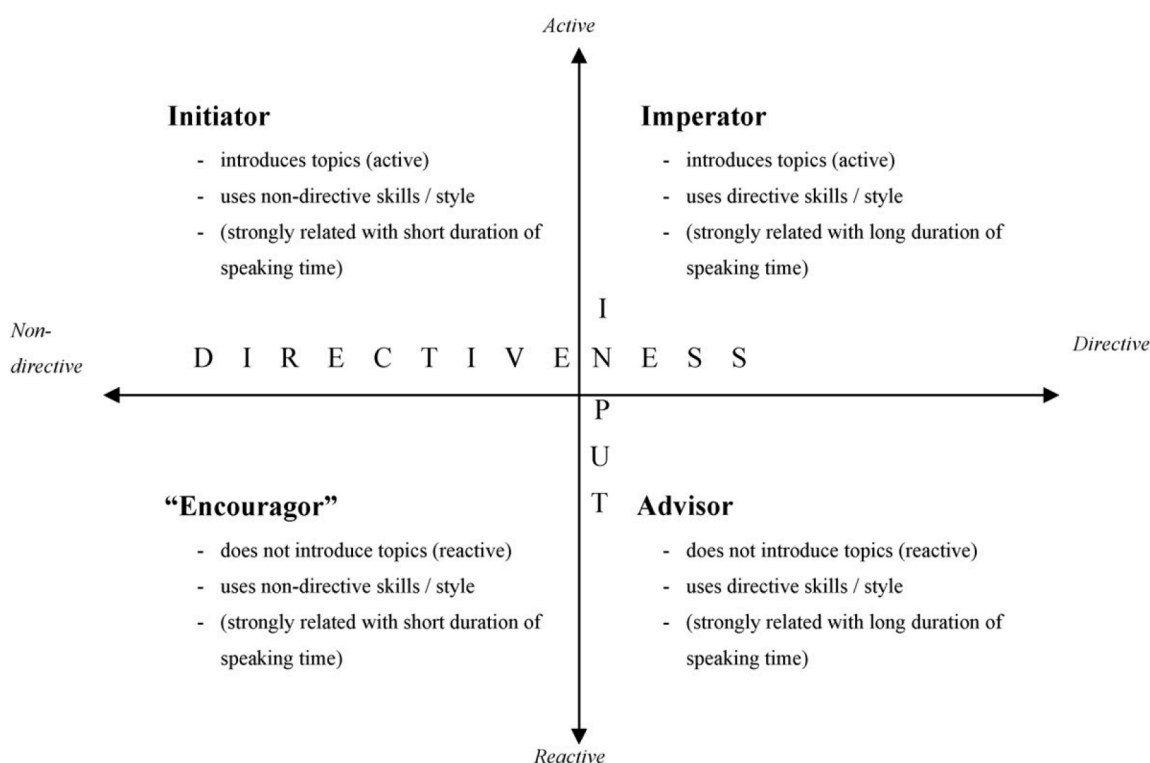 Active
Initiator
- introduces topics (active)
- uses non-directive skills / style
- (strongly related with short duration of
speaking time)
Imperator
- introduces topics (active)
- uses directive skills / style
- (strongly related with long duration of
speaking time)
Non-
directive
DIRECTIVENESS
INPUT
Directive
“Encouragor”
- does not introduce topics (reactive)
- uses non-directive skills / style
- (strongly related with short duration of
speaking time)
Advisor
- does not introduce topics (reactive)
- uses directive skills / style
- (strongly related with long duration of
speaking time)
Reactive